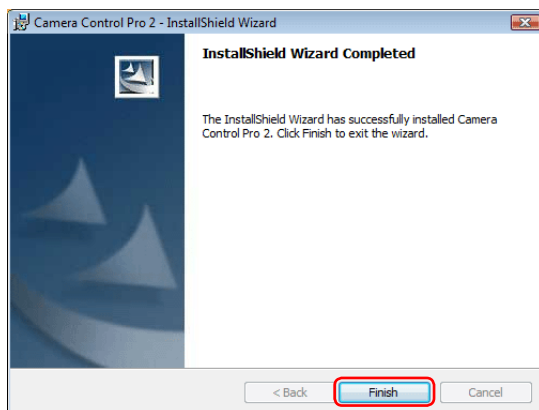 Camera Control Pro 2 - InstallShield Wizard
InstallShield Wizard Completed
The InstallShield Wizard has successfully installed Camera
Control Pro 2. Click Finish to exit the wizard.
< Back
Finish
Cancel